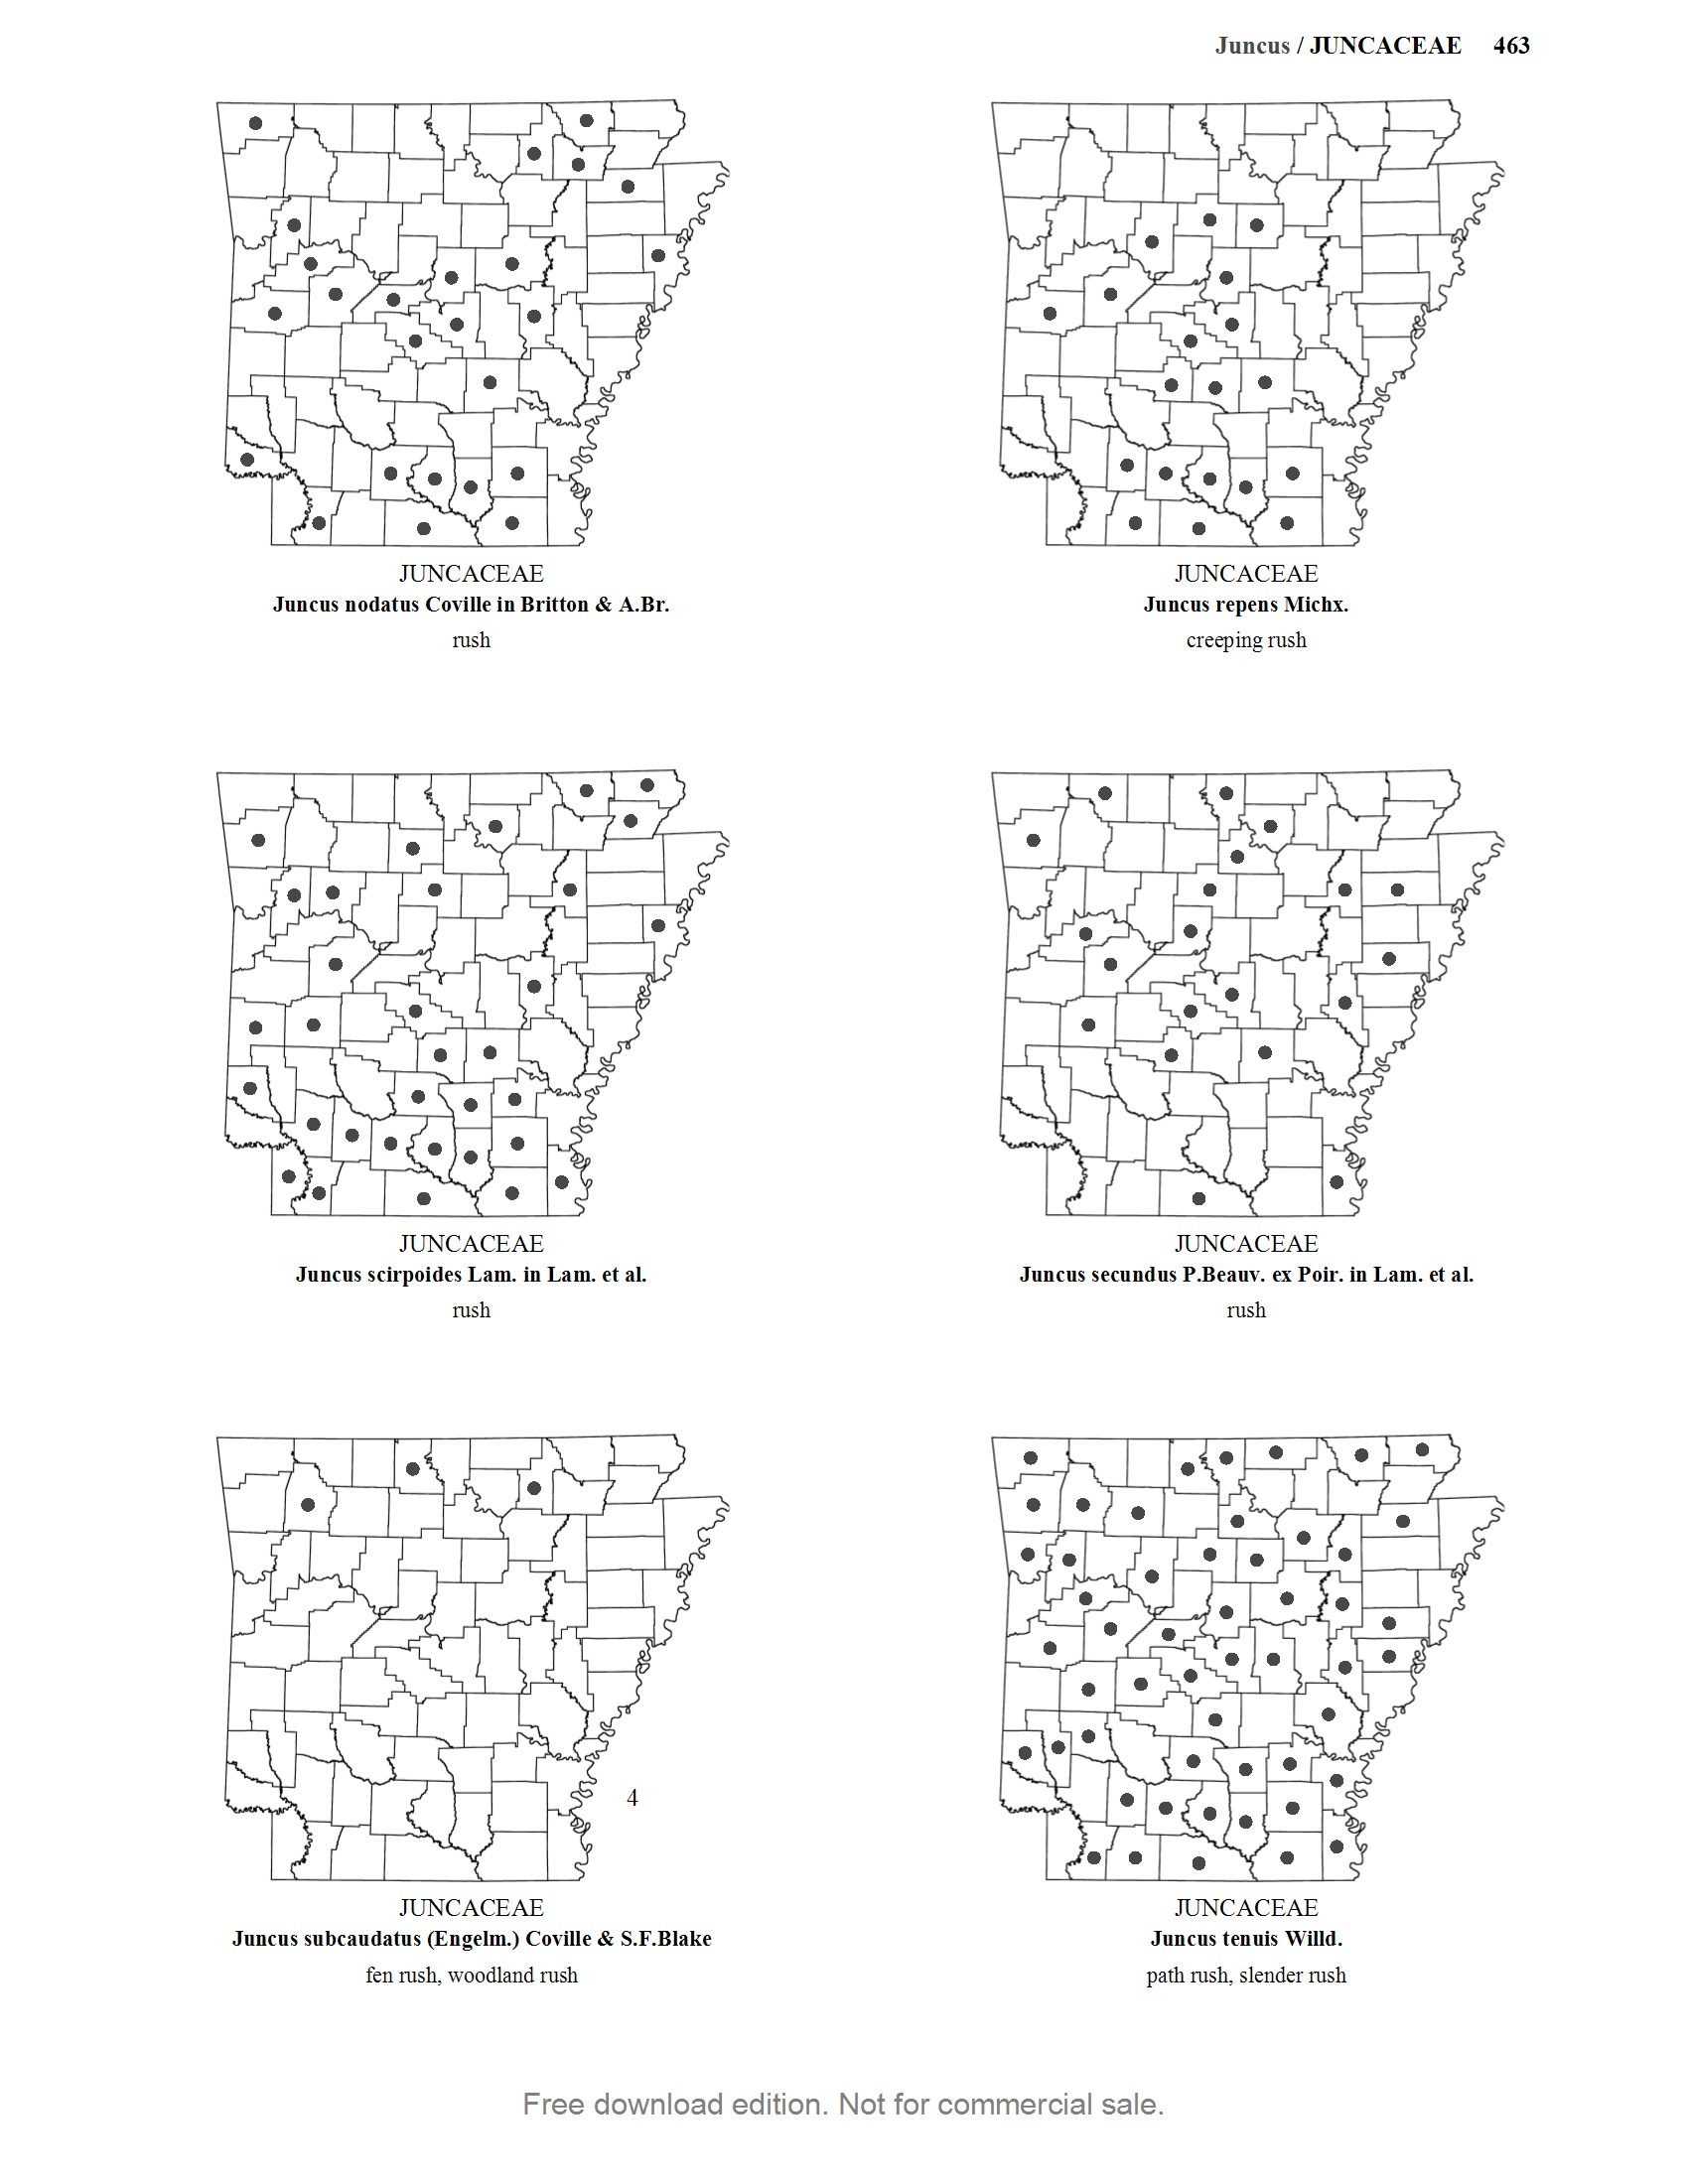 Juncus / JUNCACEAE 463
JUNCACEAE
Juncus nodatus Coville in Britton & A.Br.
rush
JUNCACEAE
Juncus repens Michx.
creeping rush
JUNCACEAE
Juncus scirpoides Lam. in Lam. et al.
rush
JUNCACEAE
Juncus secundus P.Beauv. ex Poir. in Lam. et al.
rush
4
JUNCACEAE
Juncus subcaudatus (Engelm.) Coville & S.F.Blake
fen rush, woodland rush
JUNCACEAE
Juncus tenuis Willd.
path rush, slender rush
Free download edition. Not for commercial sale.